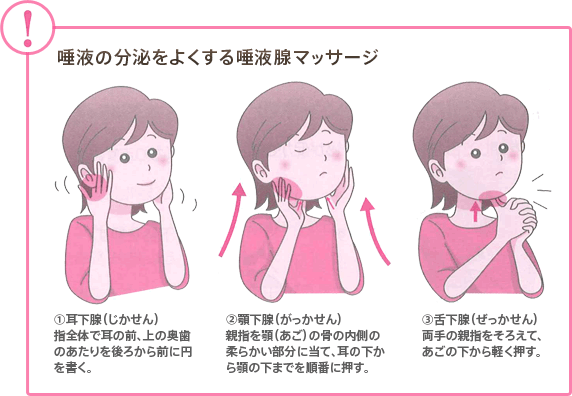 !
唾液の分泌をよくする唾液腺マッサージ
①耳下腺（じかせん）
指全体で耳の前、上の奥歯
のあたりを後ろから前に円
を書く。
②顎下腺（がっかせん）
親指を顎（あご）の骨の内側の
柔らかい部分に当て、耳の下か
ら顎の下までを順番に押す。
③舌下腺（ぜっかせん）
両手の親指をそろえて、
あごの下から軽く押す。